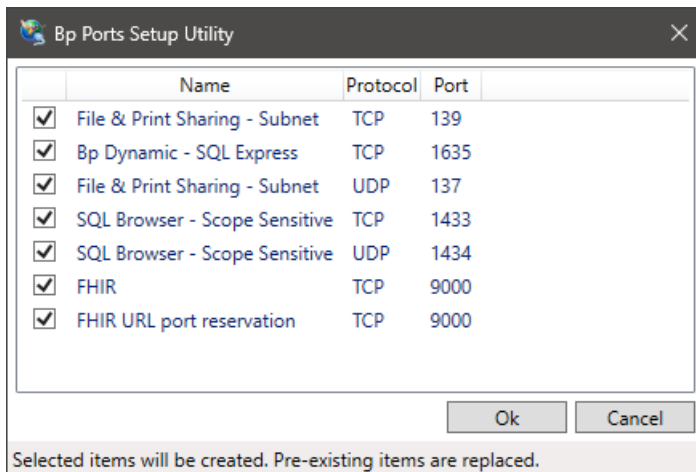 Bp Ports Setup Utility
Name Protocol Port
File & Print Sharing - Subnet TCP 139
Bp Dynamic - SQL Express TCP 1635
File & Print Sharing - Subnet UDP 137
SQL Browser - Scope Sensitive TCP 1433
SQL Browser - Scope Sensitive UDP 1434
FHIR TCP 9000
FHIR URL port reservation TCP 9000
Ok Cancel
Selected items will be created. Pre-existing items are replaced.